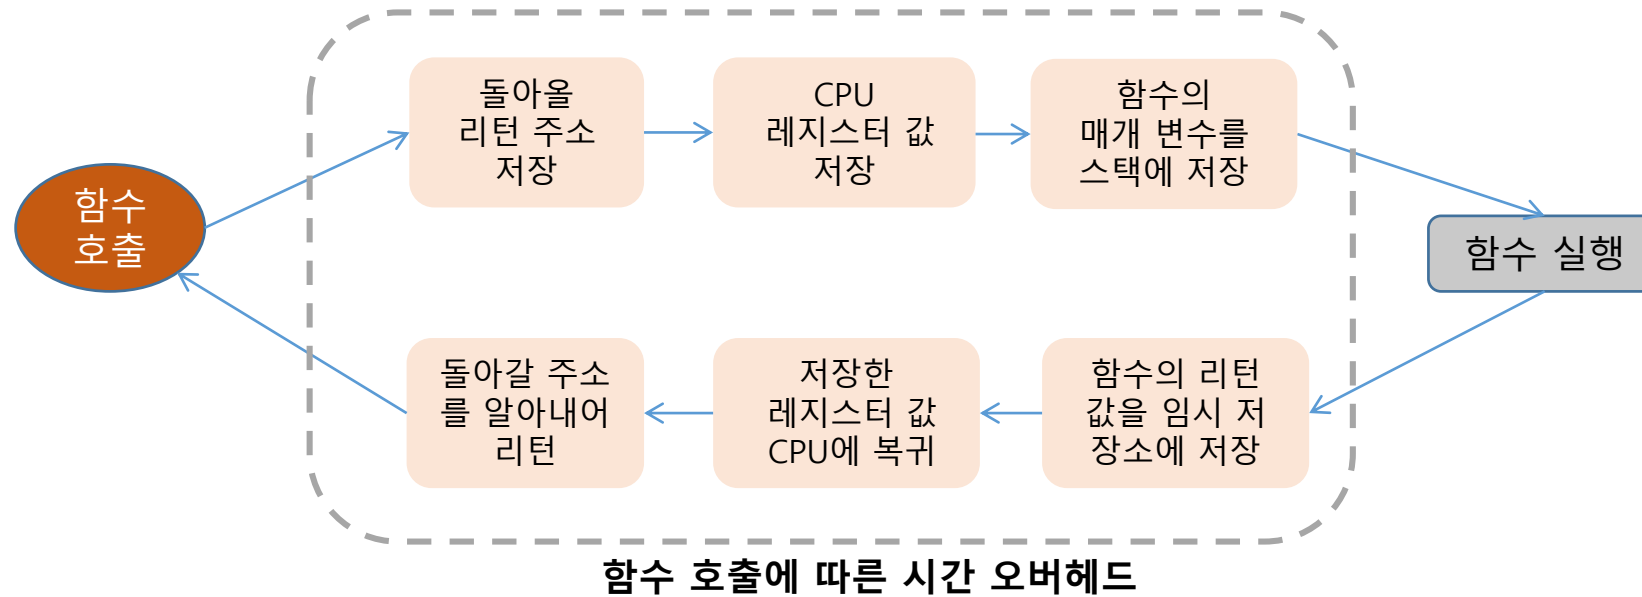 돌아올
리턴 주소
저장
CPU
레지스터 값
저장
함수의
매개 변수를
스택에 저장
함수
호출
함수 실행
돌아갈 주소
를 알아내어
리턴
저장한
레지스터 값
CPU에 복귀
함수의 리턴
값을 임시 저
장소에 저장
함수 호출에 따른 시간 오버헤드